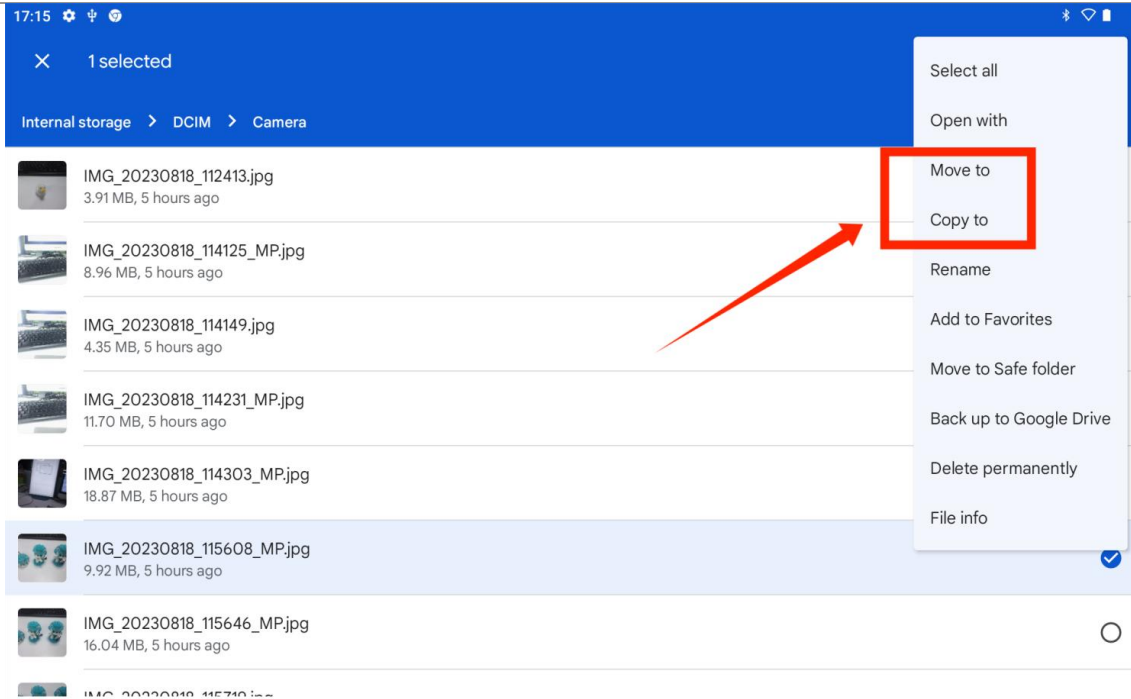 17:15
1 selected
Internal storage > DCIM > Camera
Select all
Open with
Move to
Copy to
Rename
Add to Favorites
Move to Safe folder
Back up to Google Drive
Delete permanently
File info
IMG_20230818_112413.jpg
3.91 MB, 5 hours ago
IMG_20230818_114125_MP.jpg
8.96 MB, 5 hours ago
IMG_20230818_114149.jpg
4.35 MB, 5 hours ago
IMG_20230818_114231_MP.jpg
11.70 MB, 5 hours ago
IMG_20230818_114303_MP.jpg
18.87 MB, 5 hours ago
IMG_20230818_115608_MP.jpg
9.92 MB, 5 hours ago
IMG_20230818_115646_MP.jpg
16.04 MB, 5 hours ago